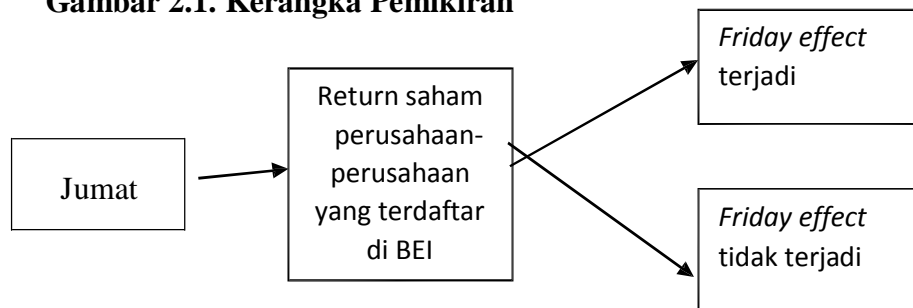 Gambar 2.1. Kerangka Pemikiran
Jumat
Return saham
perusahaan-
perusahaan
yang terdaftar
di BEI
Friday effect
terjadi
Friday effect
tidak terjadi